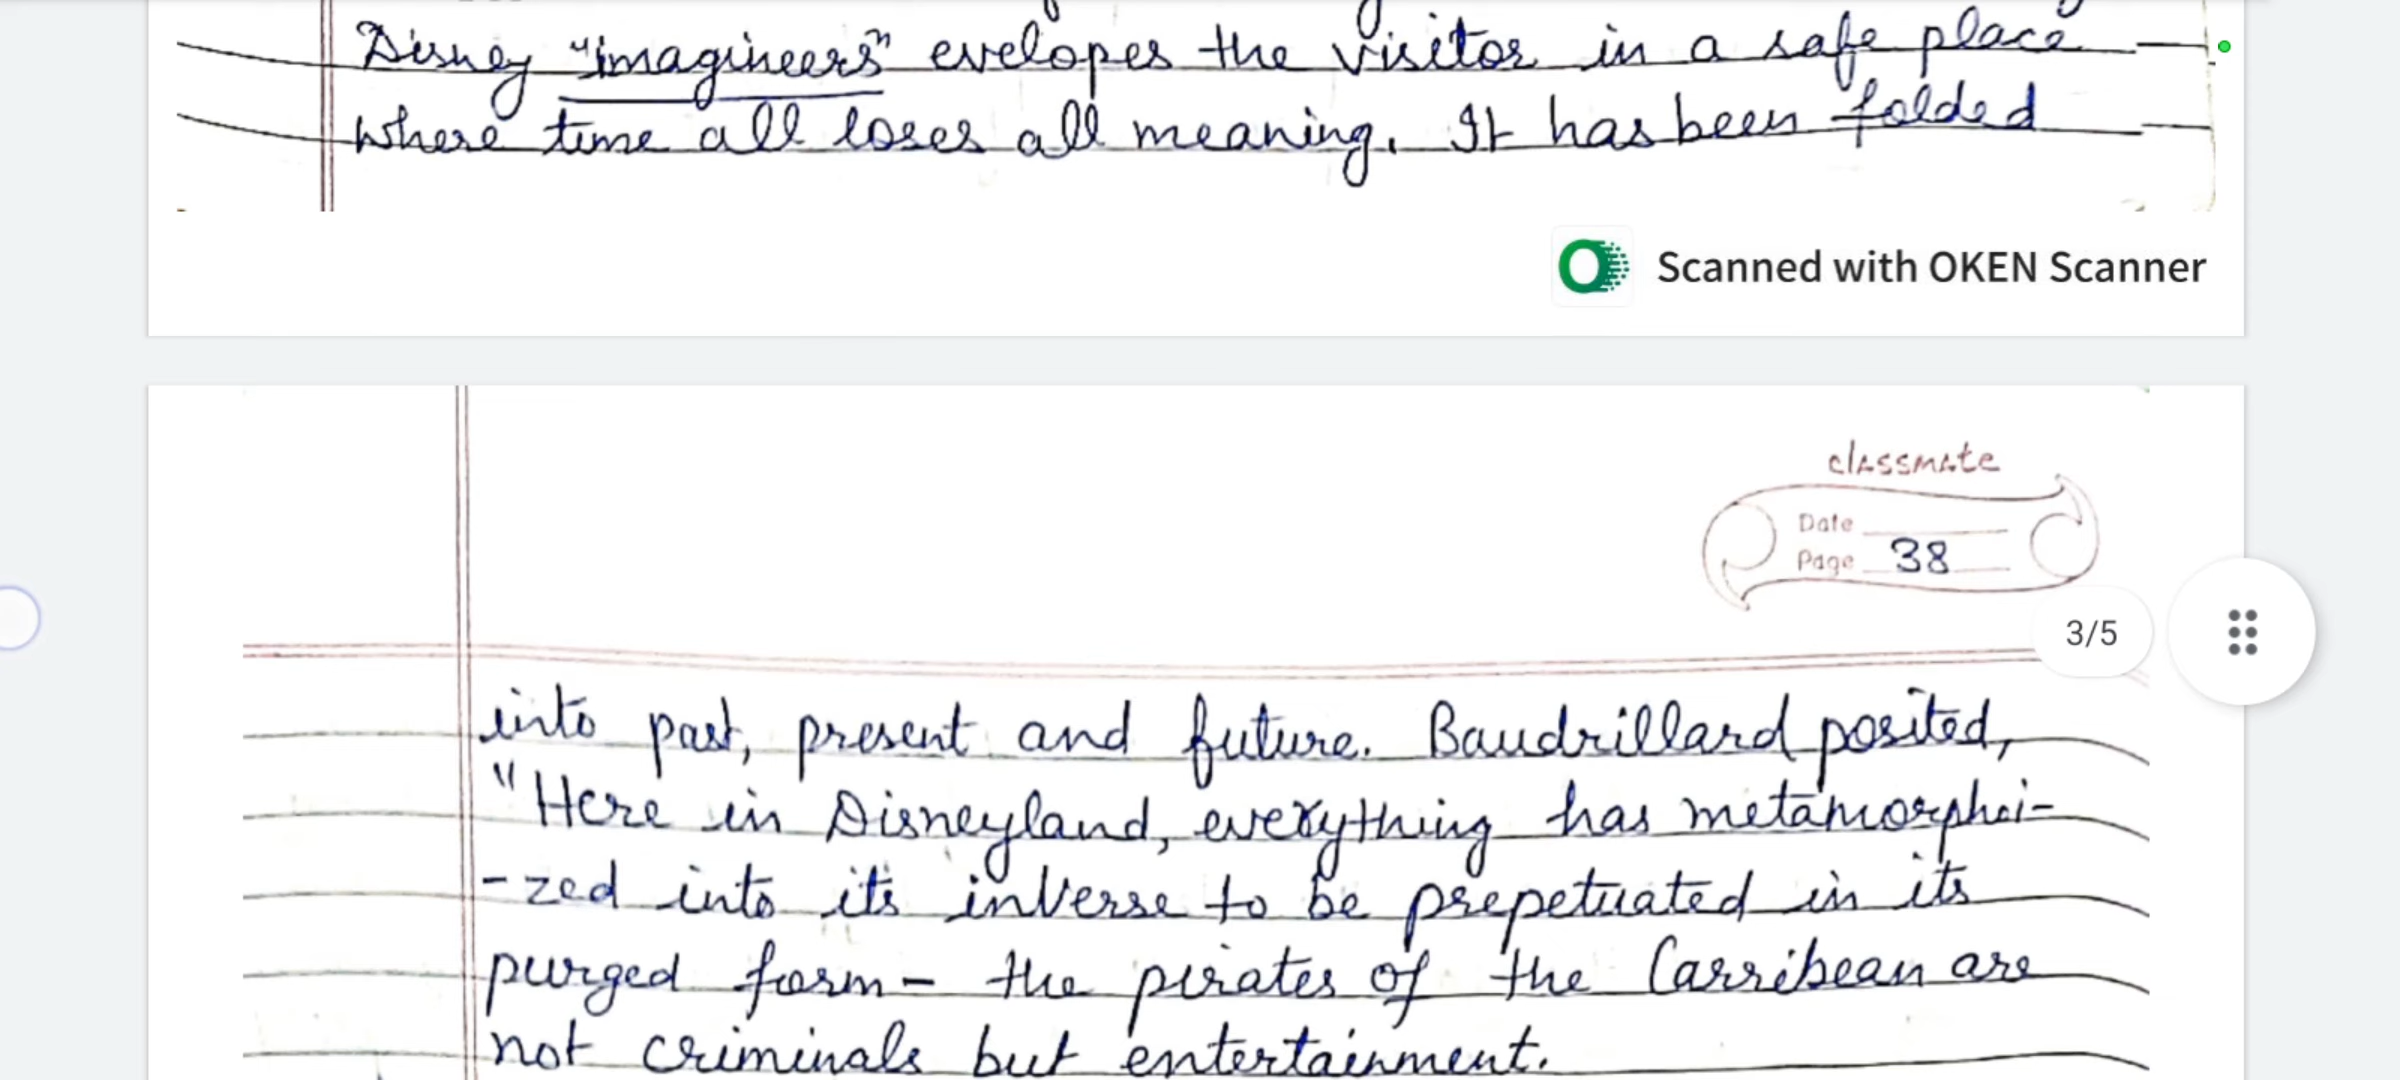 Disney "imagineers" evelopes the visitor in a safe place
where time all loses all meaning. It has been folded
Scanned with OKEN Scanner
classmate
Date
Page 38
3/5
into past, present and future. Baudrillard posited,
"Here in Disneyland, everything has metamorphoi-
-zed into its inverse to be prepetuated in its
purged form - the pirates of the Carribean are
not criminals but entertainment.